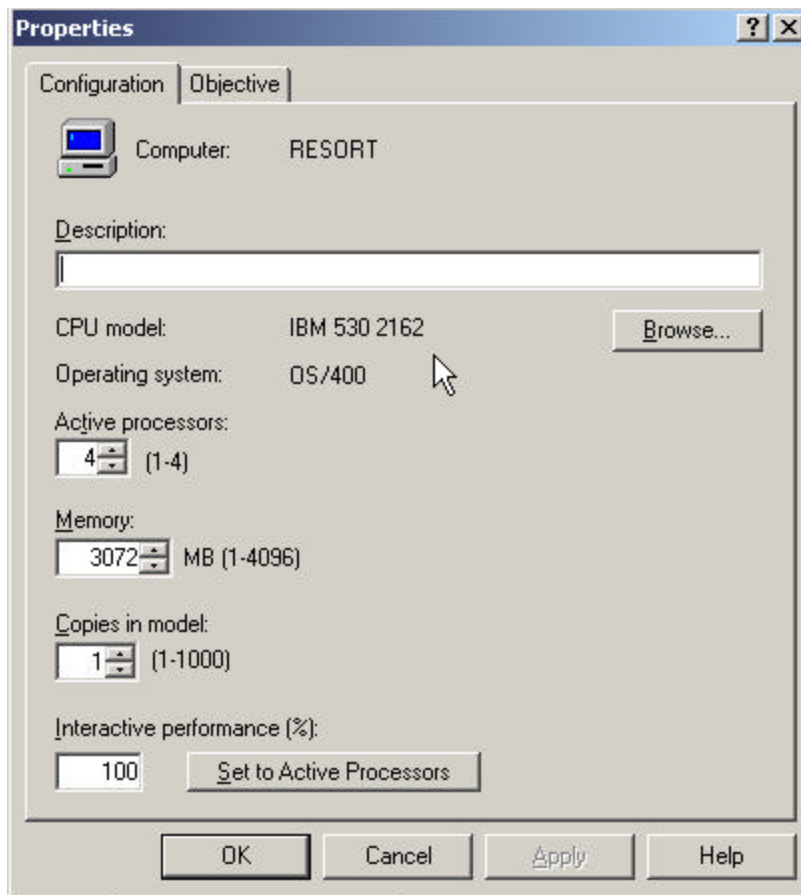 Properties
Configuration Objective
Computer: RESORT
Description:
CPU model: IBM 530 2162 Browse...
Operating system: OS/400
Active processors:
4 (1-4)
Memory:
3072 MB (1-4096)
Copies in model:
1 (1-1000)
Interactive performance (%):
100 Set to Active Processors
OK Cancel Apply Help